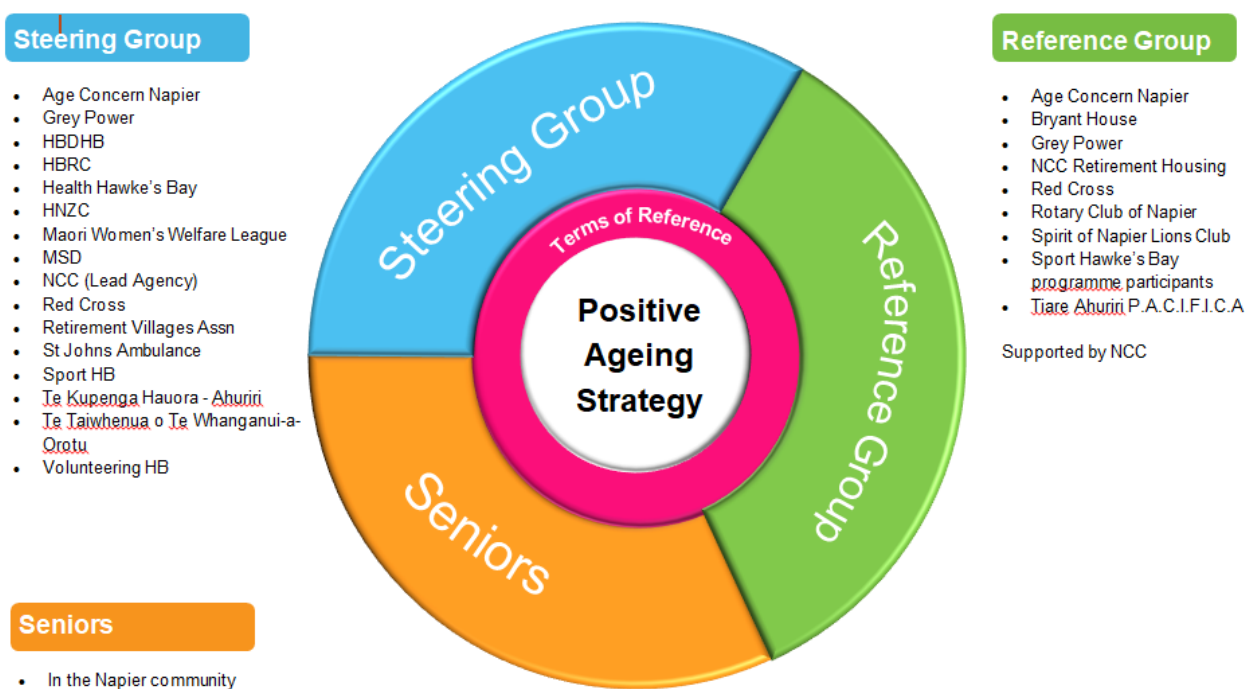 Steering Group
• Age Concern Napier
• Grey Power
• HBDHB
• HBRC
• Health Hawke's Bay
• HNZC
• Maori Women's Welfare League
• MSD
• NCC (Lead Agency)
• Red Cross
• Retirement Villages Assn
• St Johns Ambulance
• Sport HB
• Te Kupenga Hauora - Ahuriri
• Te Taiwhenua o Te Whanganui-a-
Orotu
• Volunteering HB
Seniors
• In the Napier community
Steering Group
Reference Group
Seniors
Terms of Reference
Positive
Ageing
Strategy
Reference Group
• Age Concern Napier
• Bryant House
• Grey Power
• NCC Retirement Housing
• Red Cross
• Rotary Club of Napier
• Spirit of Napier Lions Club
• Sport Hawke's Bay
programme participants
• Tiare Ahuriri P.A.C.I.F.I.C.A
Supported by NCC